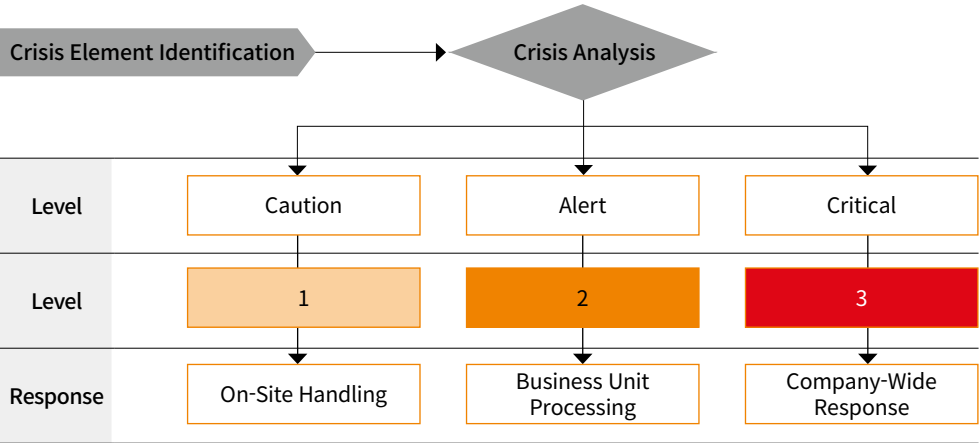 Crisis Element Identification
Crisis Analysis
Level
Caution
Alert
Critical
Level
1
2
3
Response
On-Site Handling
Business Unit
Processing
Company-Wide
Response